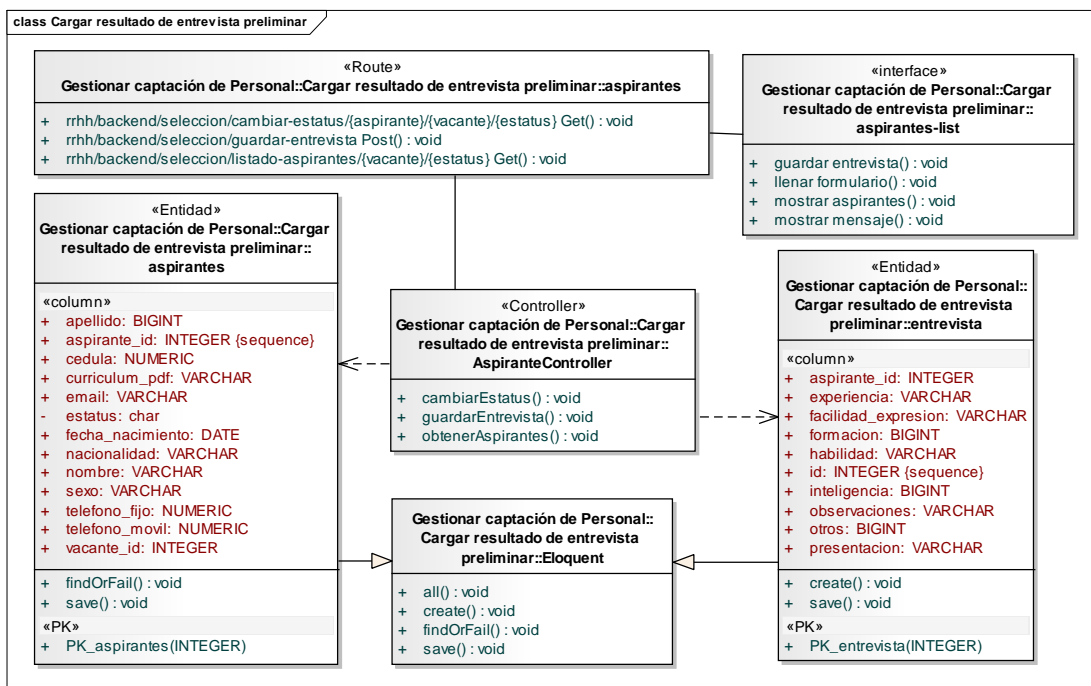 class Cargar resultado de entrevista preliminar
«Route»
Gestionar captación de Personal::Cargar resultado de entrevista preliminar::aspirantes
+ rrhh/backend/seleccion/cambiar-estatus/{aspirante}/{vacante}/{estatus} Get() : void
+ rrhh/backend/seleccion/guardar-entrevista Post() : void
+ rrhh/backend/seleccion/listado-aspirantes/{vacante}/{estatus} Get() : void
«interface»
Gestionar captación de Personal::Cargar
resultado de entrevista preliminar::
aspirantes-list
+ guardar entrevista() : void
+ llenar formulario() : void
+ mostrar aspirantes() : void
+ mostrar mensaje() : void
«Entidad»
Gestionar captación de Personal::Cargar
resultado de entrevista preliminar::
aspirantes
«column»
+ apellido: BIGINT
+ aspirante_id: INTEGER {sequence}
+ cedula: NUMERIC
+ curriculum_pdf: VARCHAR
+ email: VARCHAR
- estatus: char
+ fecha_nacimiento: DATE
+ nacionalidad: VARCHAR
+ nombre: VARCHAR
+ sexo: VARCHAR
+ telefono_fijo: NUMERIC
+ telefono_movil: NUMERIC
+ vacante_id: INTEGER
+ findOrFail() : void
+ save() : void
«PK»
+ PK_aspirantes(INTEGER)
«Controller»
Gestionar captación de Personal::Cargar
resultado de entrevista preliminar::
AspiranteController
+ cambiarEstatus() : void
+ guardarEntrevista() : void
+ obtenerAspirantes() : void
Gestionar captación de Personal::
Cargar resultado de entrevista
preliminar::Eloquent
+ all() : void
+ create() : void
+ findOrFail() : void
+ save() : void
«Entidad»
Gestionar captación de Personal::
Cargar resultado de entrevista
preliminar::entrevista
«column»
+ aspirante_id: INTEGER
+ experiencia: VARCHAR
+ facilidad_expresion: VARCHAR
+ formacion: BIGINT
+ habilidad: VARCHAR
+ id: INTEGER {sequence}
+ inteligencia: BIGINT
+ observaciones: VARCHAR
+ otros: BIGINT
+ presentacion: VARCHAR
+ create() : void
+ save() : void
«PK»
+ PK_entrevista(INTEGER)